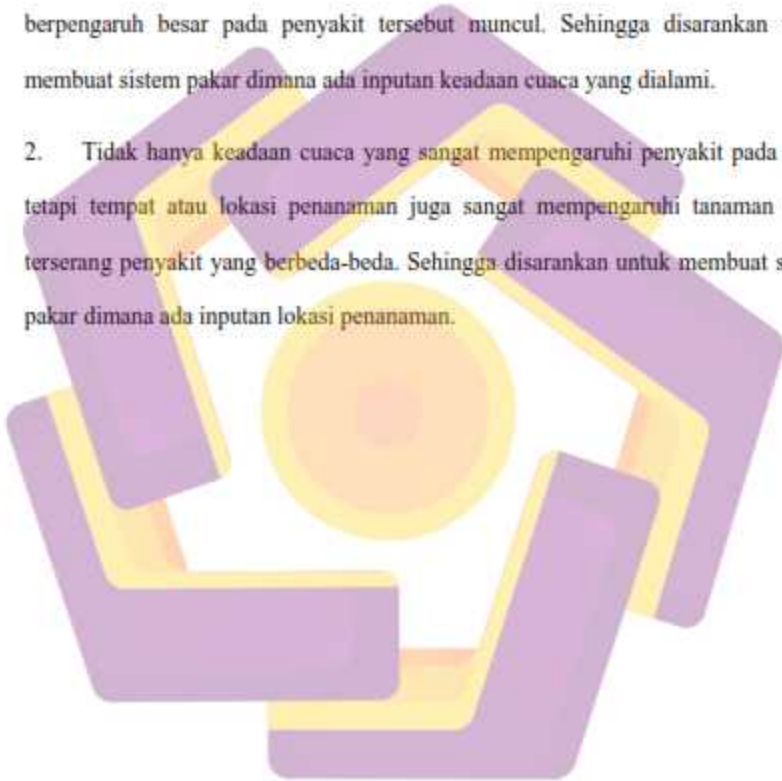 berpengaruh besar pada penyakit tersebut muncul. Sehingga disarankan
membuat sistem pakar dimana ada inputan keadaan cuaca yang dialami.
2. Tidak hanya keadaan cuaca yang sangat mempengaruhi penyakit pada
tetapi tempat atau lokasi penanaman juga sangat mempengaruhi tanaman
terserang penyakit yang berbeda-beda. Sehingga disarankan untuk membuat s
pakar dimana ada inputan lokasi penanaman.